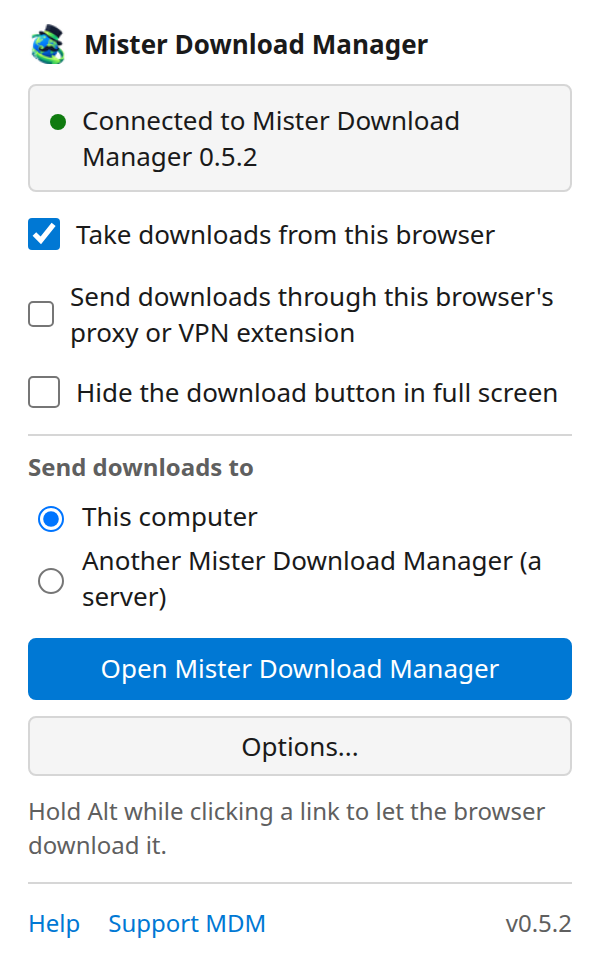 Mister Download Manager
Connected to Mister Download
Manager 0.5.2
Take downloads from this browser
Send downloads through this browser's
proxy or VPN extension
Hide the download button in full screen
Send downloads to
This computer
Another Mister Download Manager (a
server)
Open Mister Download Manager
Options...
Hold Alt while clicking a link to let the browser
download it.
Help Support MDM v0.5.2